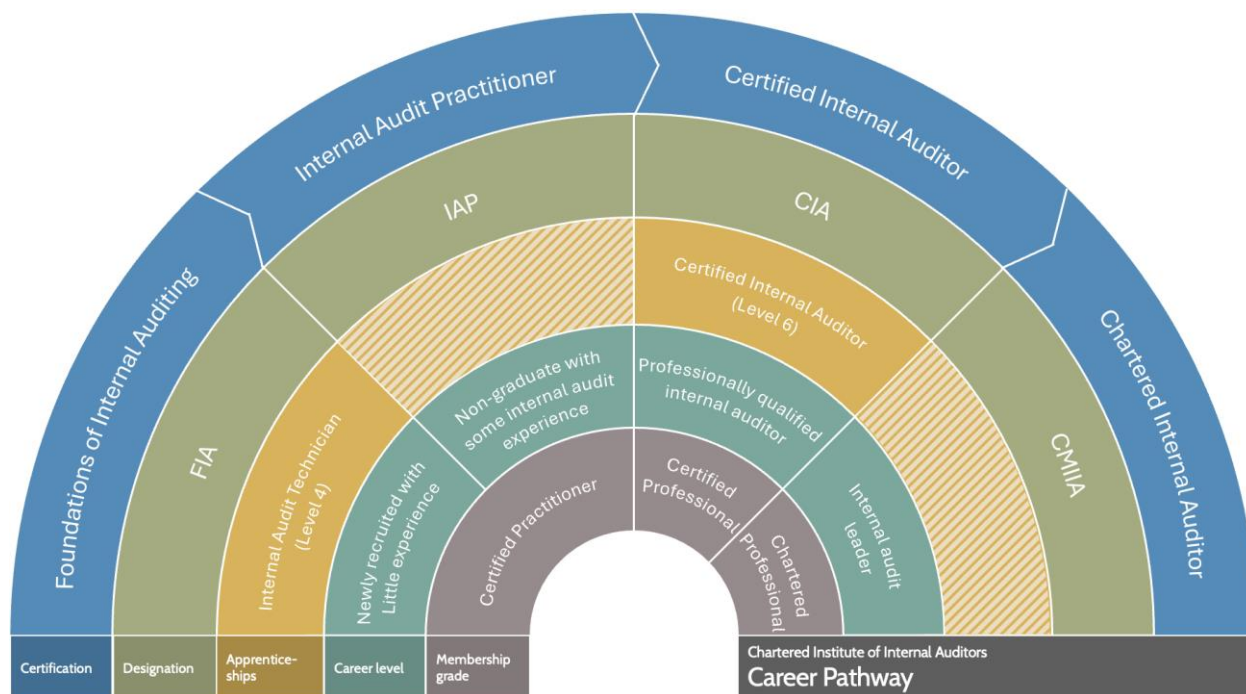 Foundations of Internal Auditing
Internal Audit Practitioner
Certified Internal Auditor
Chartered Internal Auditor
FIA
IAP
CIA
CMIIA
Internal Audit Technician
(Level 4)
Certified Internal Auditor
(Level 6)
Newly recruited with
Little experience
Non-graduate with
some internal audit
experience
Professionally qualified
internal auditor
Internal audit
leader
Certified Practitioner
Certified
Professional
Chartered
Professional
Certification
Designation
Apprentice-
ships
Career level
Membership
grade
Chartered Institute of Internal Auditors
Career Pathway